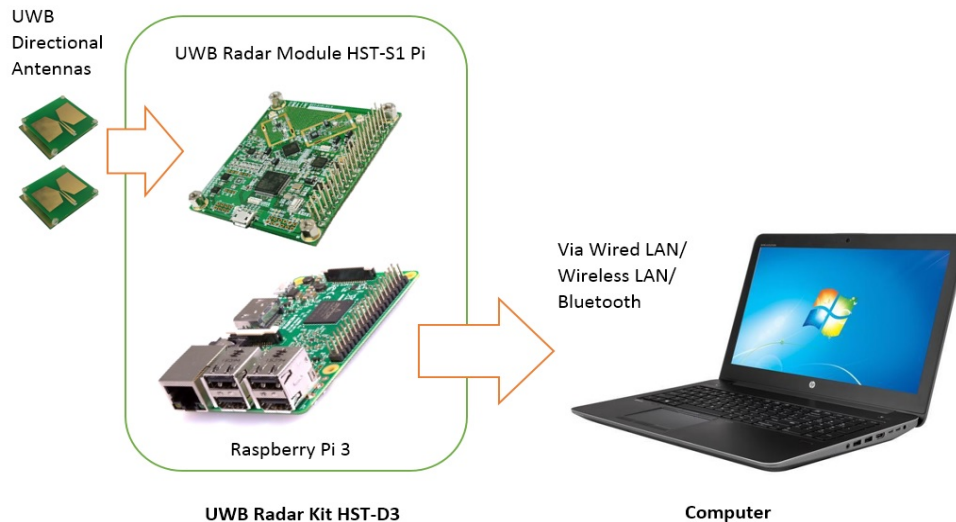 UWB
Directional
Antennas
UWB Radar Module HST-S1 Pi
Via Wired LAN/
Wireless LAN/
Bluetooth
Raspberry Pi 3
UWB Radar Kit HST-D3
Computer